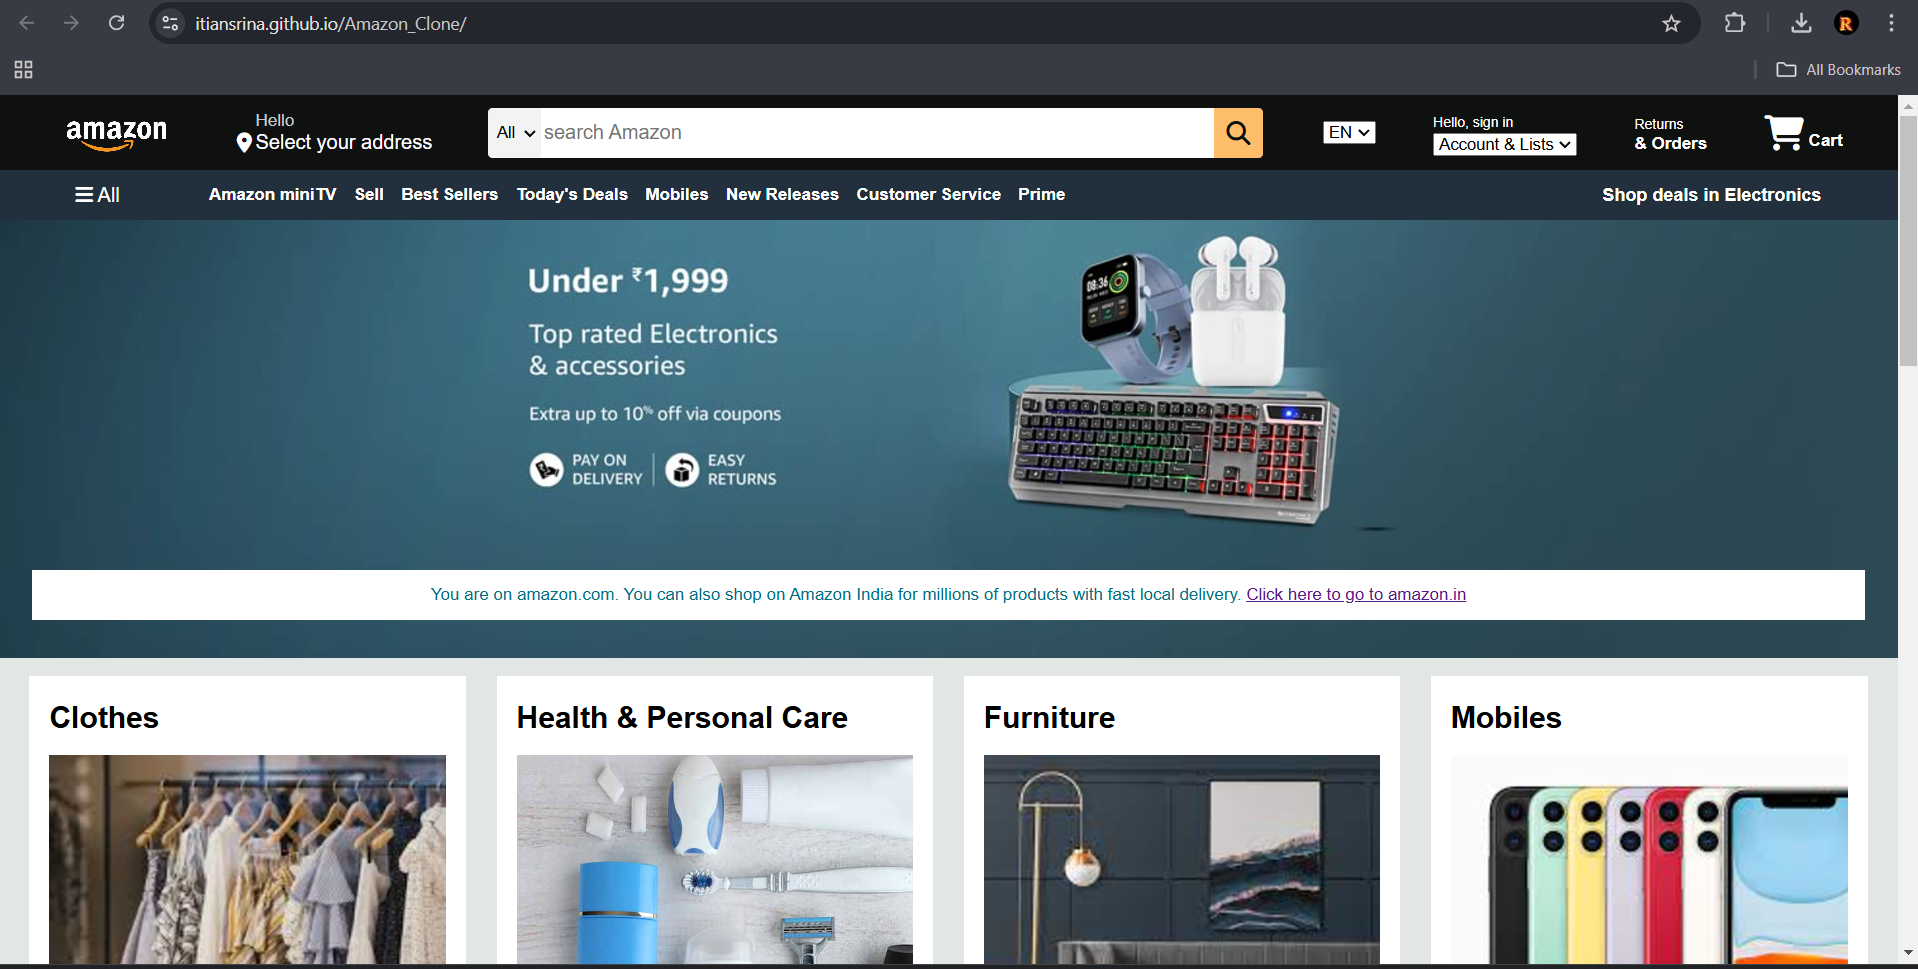 itiansrina.github.io/Amazon_Clone/
R
All Bookmarks
amazon
Hello
Select your address
All
search Amazon
EN
Hello, sign in
Account & Lists
Returns
& Orders
Cart
All
Amazon miniTV
Sell
Best Sellers
Today's Deals
Mobiles
New Releases
Customer Service
Prime
Shop deals in Electronics
Under ₹1,999
Top rated Electronics
& accessories
Extra up to 10% off via coupons
PAY ON
DELIVERY
EASY
RETURNS
08:36
You are on amazon.com. You can also shop on Amazon India for millions of products with fast local delivery. Click here to go to amazon.in
Clothes
Health & Personal Care
Furniture
Mobiles